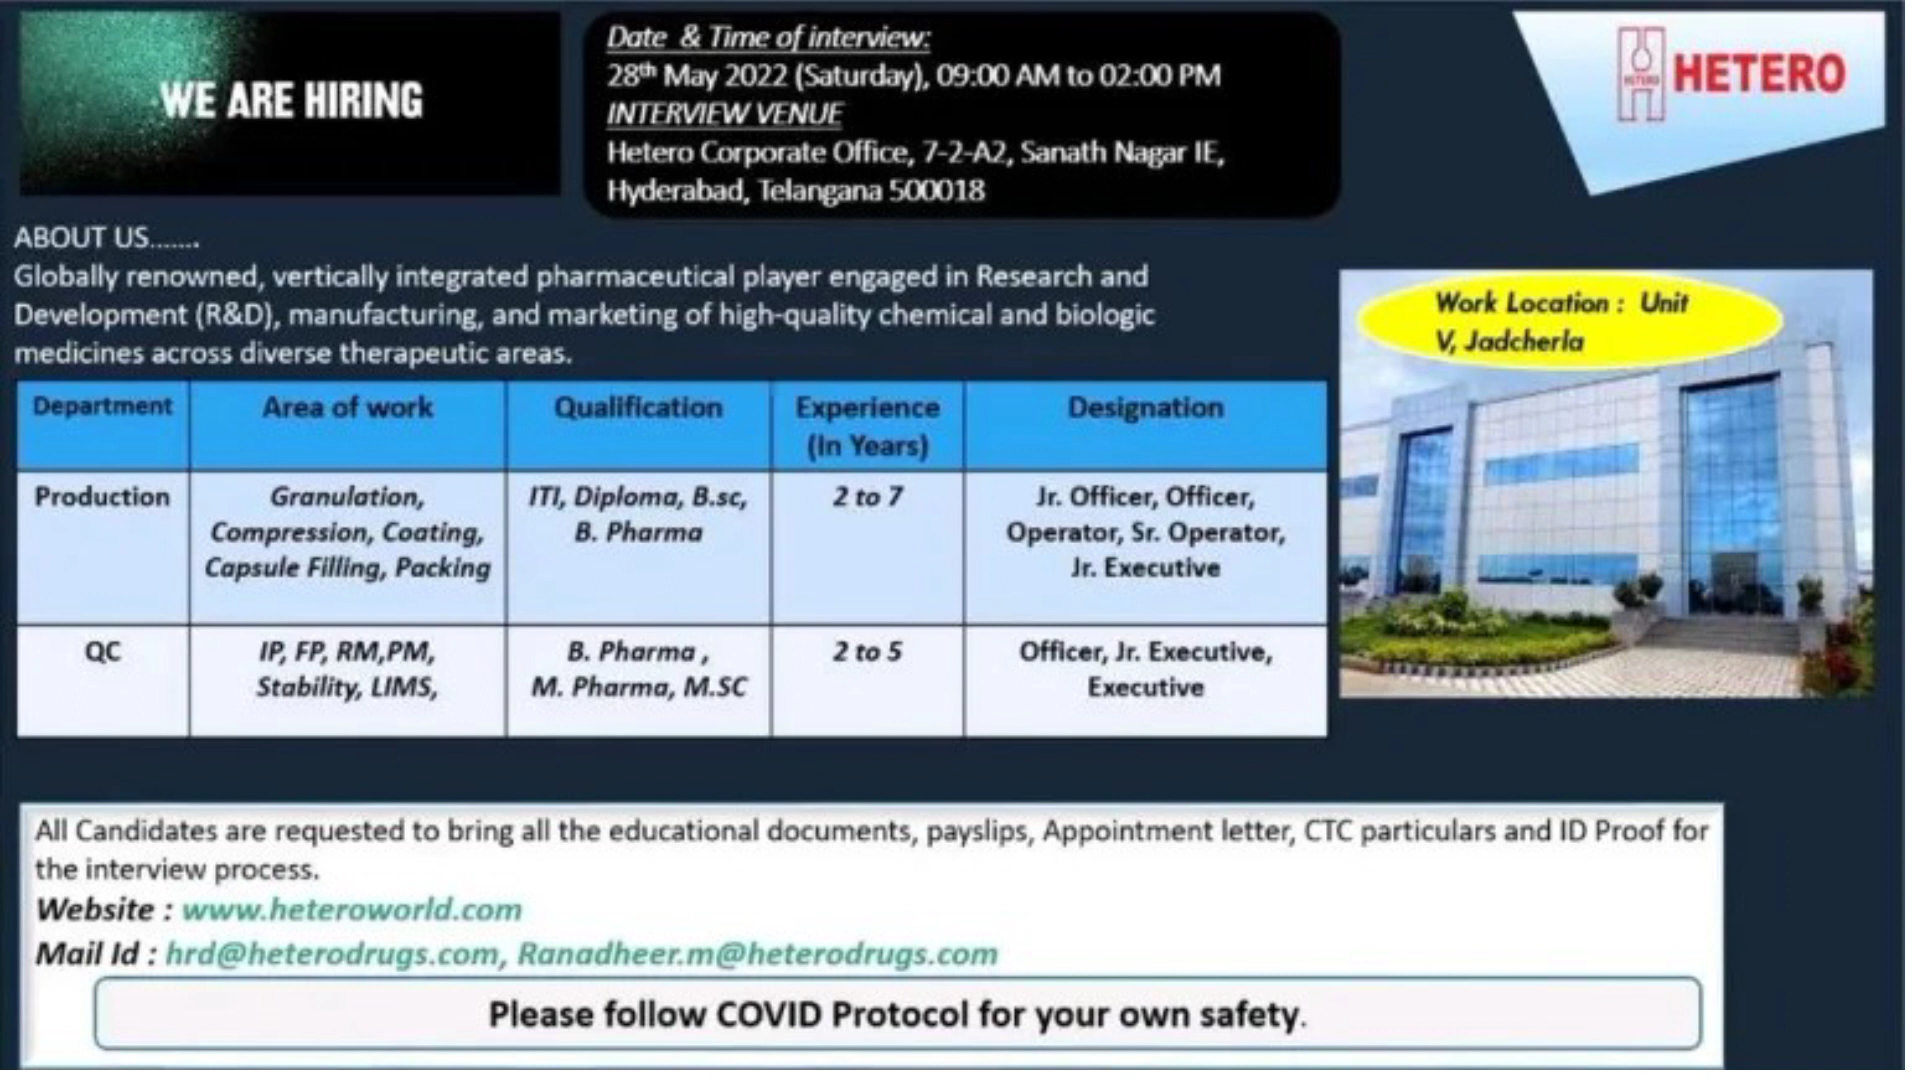 WE ARE HIRING
Date & Time of interview:
28th May 2022 (Saturday), 09:00 AM to 02:00 PM
INTERVIEW VENUE
Hetero Corporate Office, 7-2-A2, Sanath Nagar IE,
Hyderabad, Telangana 500018
HETERO
HETERO
ABOUT US.......
Globally renowned, vertically integrated pharmaceutical player engaged in Research and
Development (R&D), manufacturing, and marketing of high-quality chemical and biologic
medicines across diverse therapeutic areas.
Work Location : Unit
V, Jadcherla
Department
Area of work
Qualification
Experience
(In Years)
Designation
Production
Granulation,
Compression, Coating,
Capsule Filling, Packing
ITI, Diploma, B.sc,
B. Pharma
2 to 7
Jr. Officer, Officer,
Operator, Sr. Operator,
Jr. Executive
QC
IP, FP, RM,PM,
Stability, LIMS,
B. Pharma ,
M. Pharma, M.SC
2 to 5
Officer, Jr. Executive,
Executive
All Candidates are requested to bring all the educational documents, payslips, Appointment letter, CTC particulars and ID Proof for
the interview process.
Website : www.heteroworld.com
Mail Id : hrd@heterodrugs.com, Ranadheer.m@heterodrugs.com
Please follow COVID Protocol for your own safety.